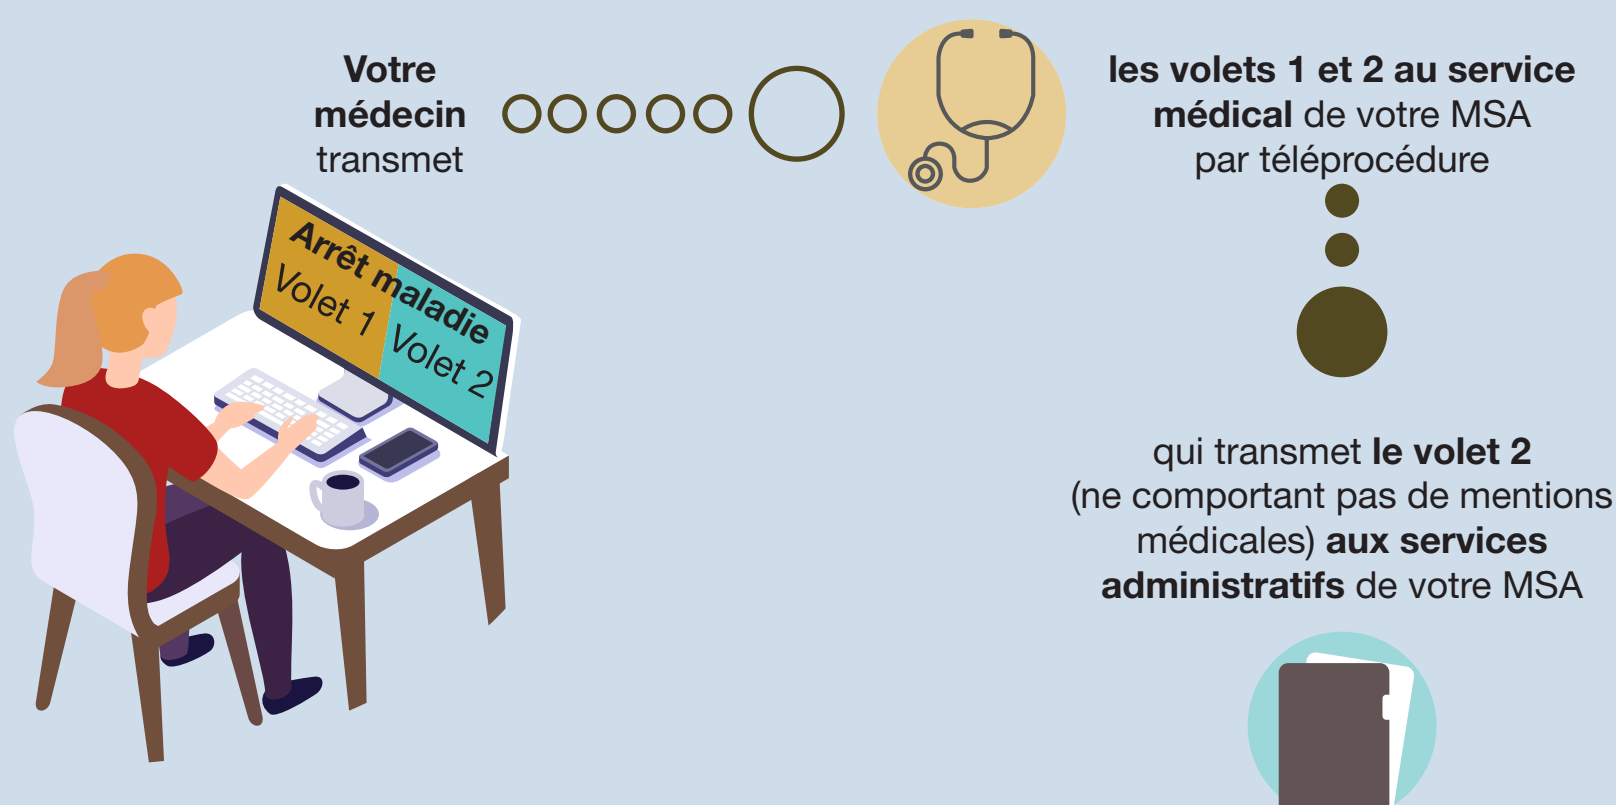 Votre
médecin
transmet
les volets 1 et 2 au service
médical de votre MSA
par téléprocédure
Arrêt maladie
Volet 1
Volet 2
qui transmet le volet 2
(ne comportant pas de mentions
médicales) aux services
administratifs de votre MSA